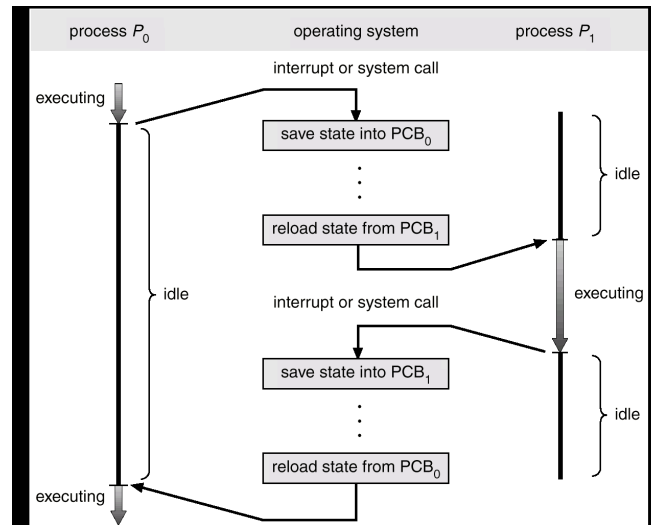 process P0
operating system
process P1
interrupt or system call
executing
save state into PCB0
idle
reload state from PCB1
idle
executing
interrupt or system call
save state into PCB1
idle
reload state from PCB0
executing